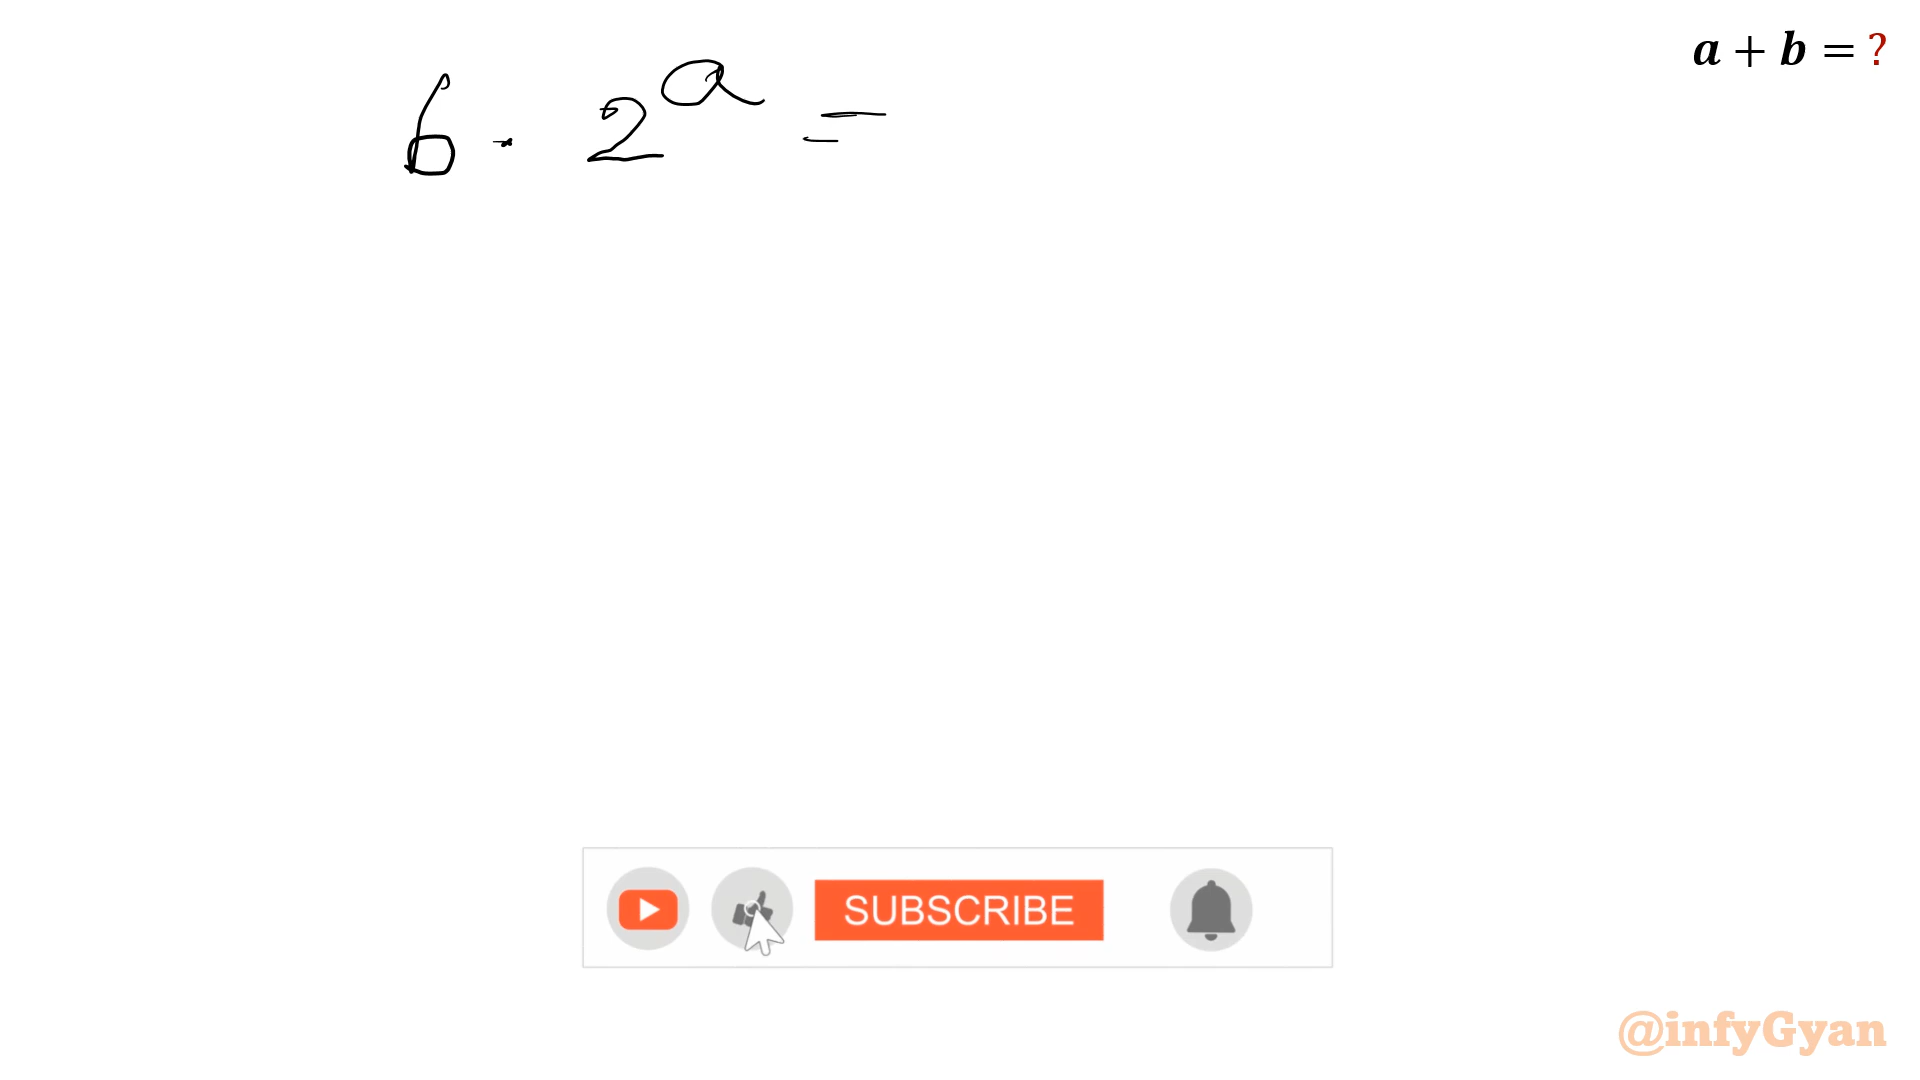 a + b = ?
6 · 2^a =
SUBSCRIBE
@infyGyan